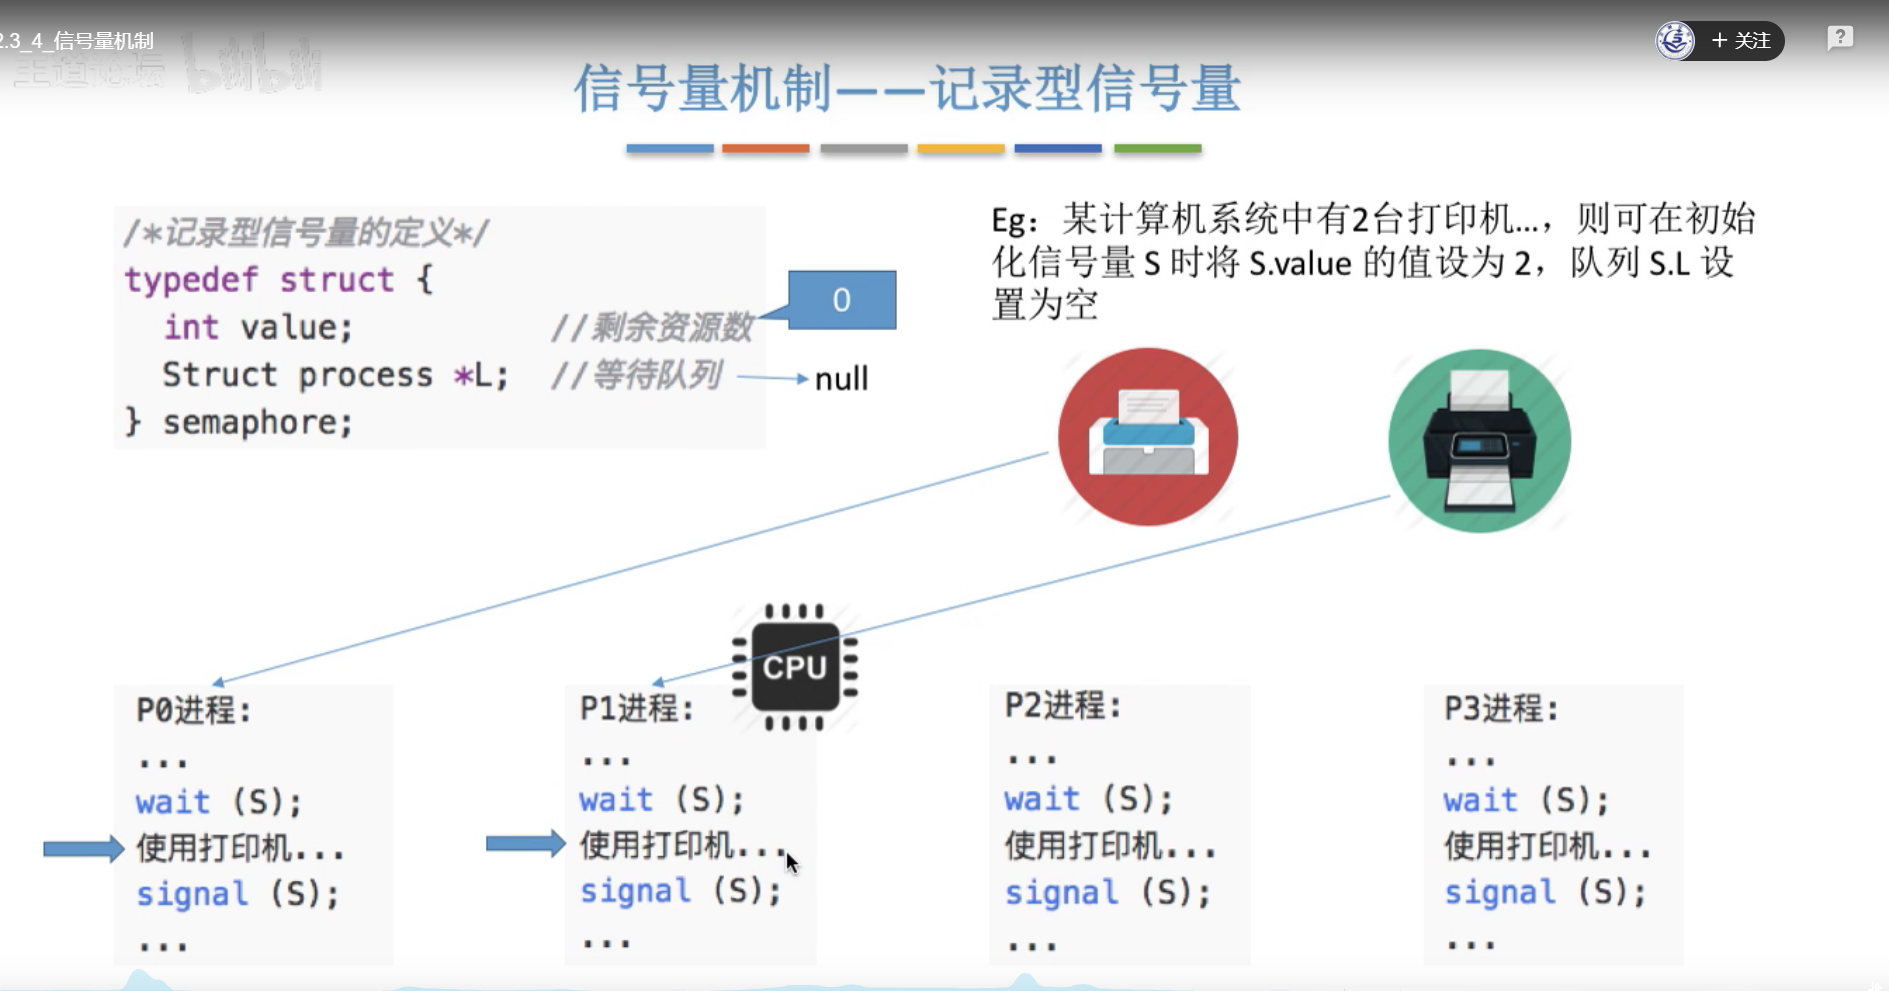 2.3_4_信号量机制
+ 关注
?
王道论坛 bilibili
信号量机制——记录型信号量
/*记录型信号量的定义*/
typedef struct {
int value; //剩余资源数
Struct process *L; //等待队列
} semaphore;
0
null
Eg：某计算机系统中有2台打印机...，则可在初始
化信号量 S 时将 S.value 的值设为 2，队列 S.L 设
置为空
CPU
P0进程:
...
wait (S);
使用打印机...
signal (S);
...
P1进程:
...
wait (S);
使用打印机...
signal (S);
...
P2进程:
...
wait (S);
使用打印机...
signal (S);
...
P3进程:
...
wait (S);
使用打印机...
signal (S);
...